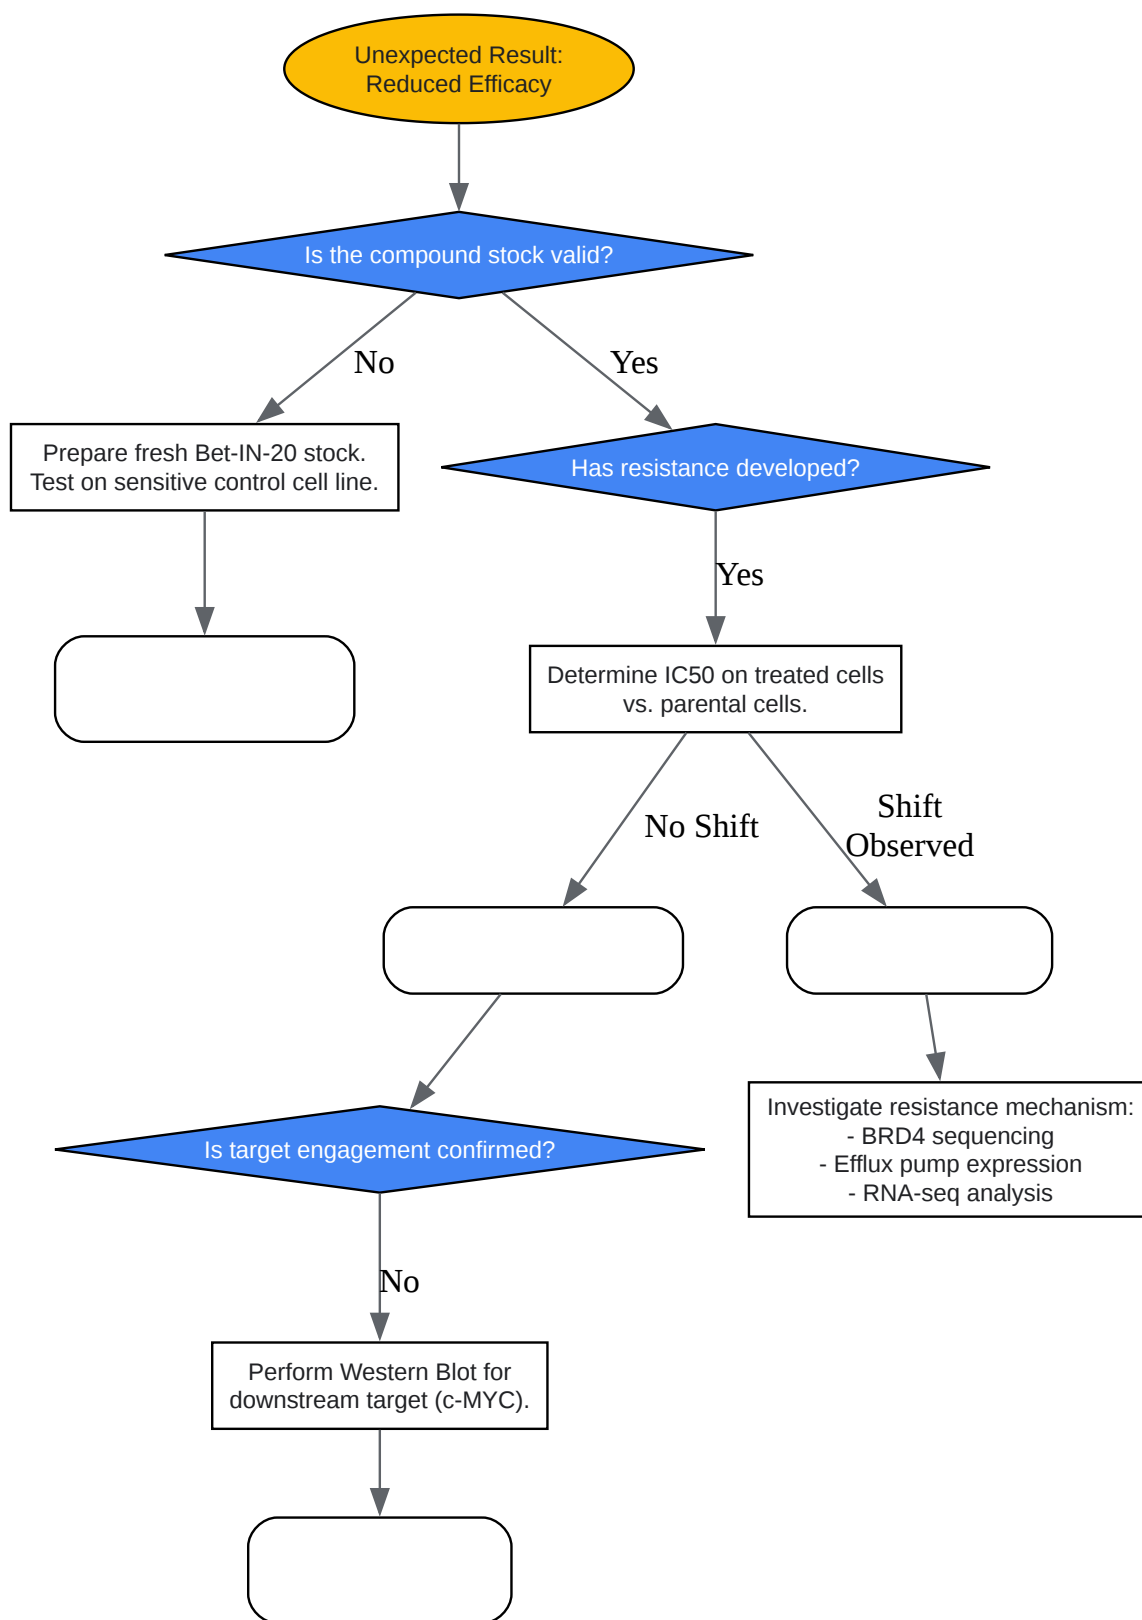 Unexpected Result:
Reduced Efficacy
Is the compound stock valid?
No
Yes
Prepare fresh Bet-IN-20 stock.
Test on sensitive control cell line.
Has resistance developed?
Yes
Determine IC50 on treated cells
vs. parental cells.
No Shift
Shift
Observed
Is target engagement confirmed?
Investigate resistance mechanism:
- BRD4 sequencing
- Efflux pump expression
- RNA-seq analysis
No
Perform Western Blot for
downstream target (c-MYC).